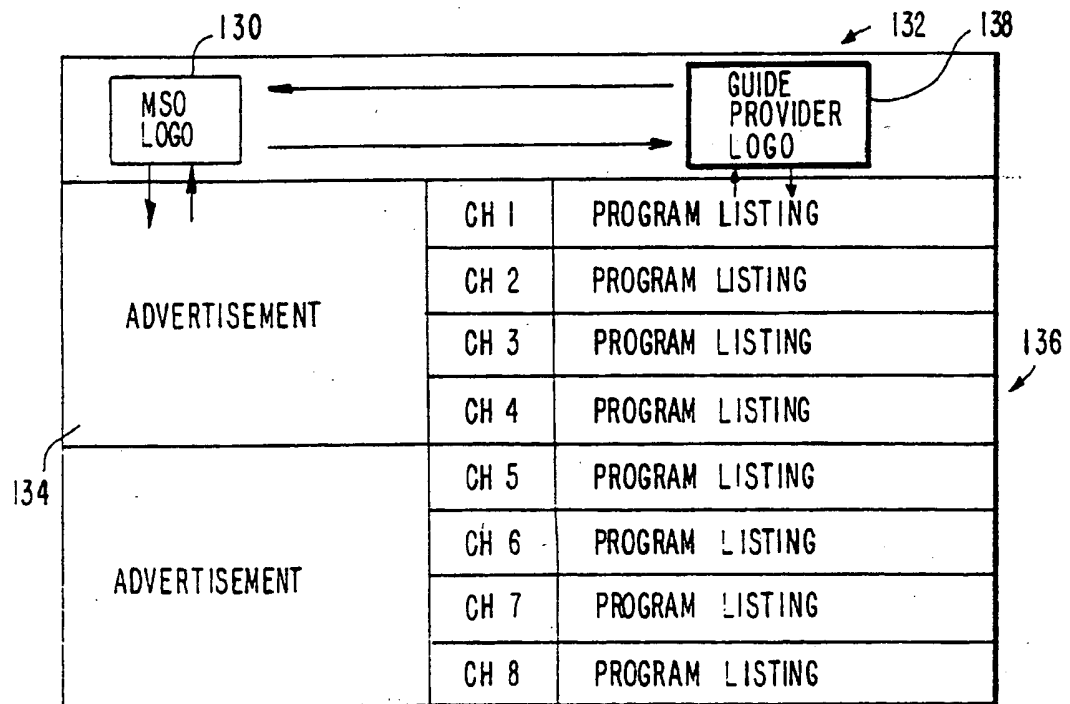 130
132
138
MSO
LOGO
GUIDE
PROVIDER
LOGO
CH 1 PROGRAM LISTING
CH 2 PROGRAM LISTING
ADVERTISEMENT
CH 3 PROGRAM LISTING
136
CH 4 PROGRAM LISTING
134
CH 5 PROGRAM LISTING
CH 6 PROGRAM LISTING
ADVERTISEMENT
CH 7 PROGRAM LISTING
CH 8 PROGRAM LISTING